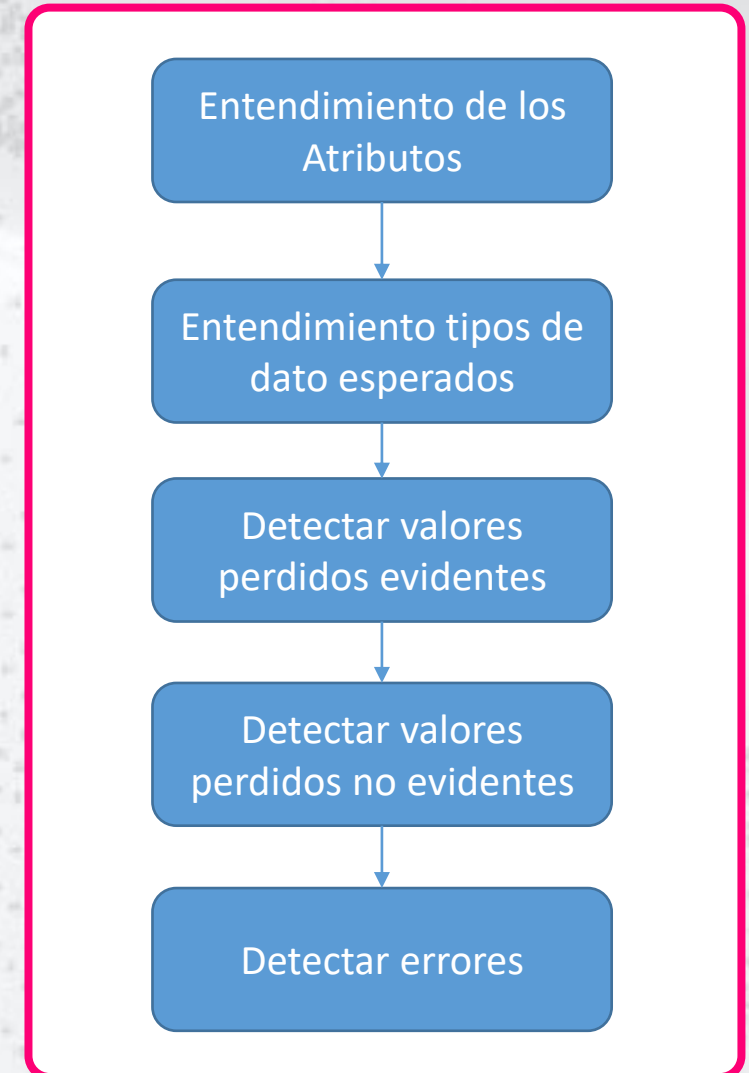 Entendimiento de los
Atributos
Entendimiento tipos de
dato esperados
Detectar valores
perdidos evidentes
Detectar valores
perdidos no evidentes
Detectar errores